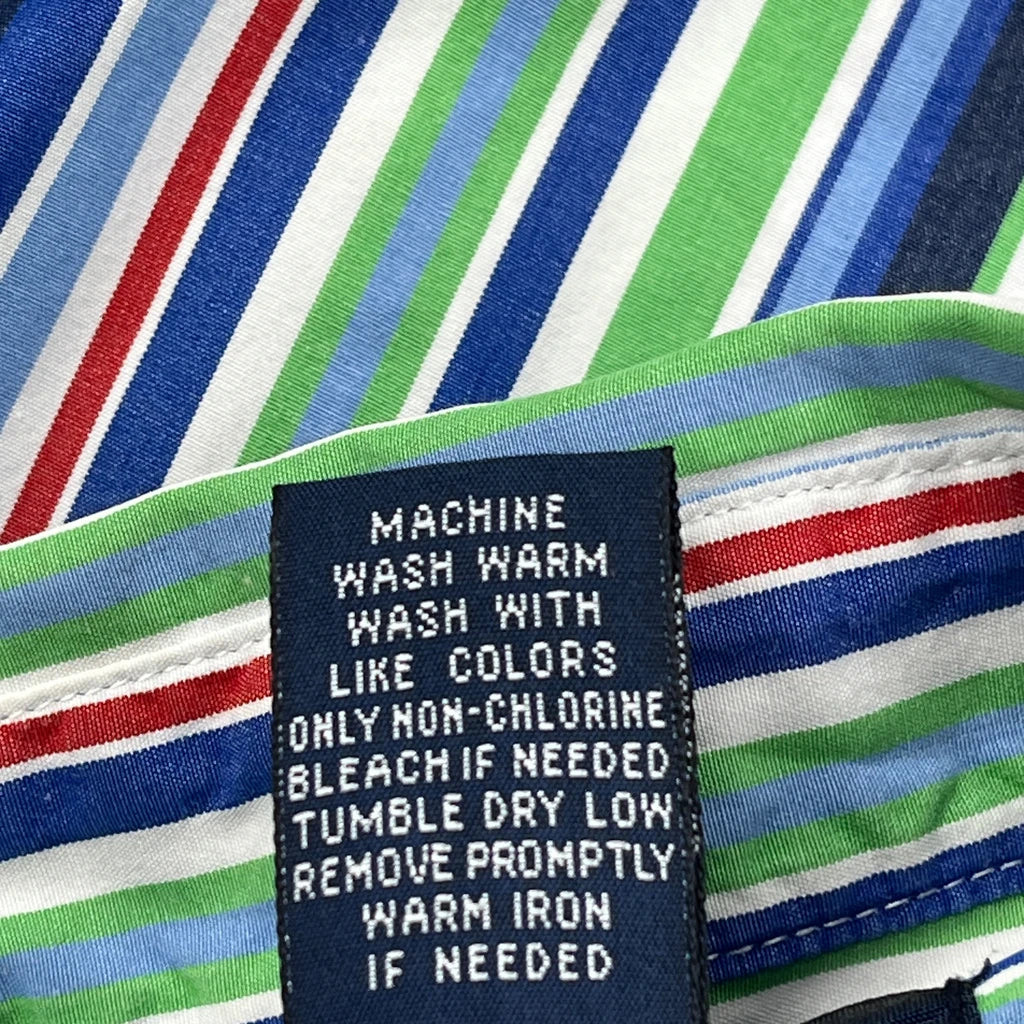 MACHINE
WASH WARM
WASH WITH
LIKE COLORS
ONLY NON-CHLORINE
BLEACH IF NEEDED
TUMBLE DRY LOW
REMOVE PROMPTLY
WARM IRON
IF NEEDED